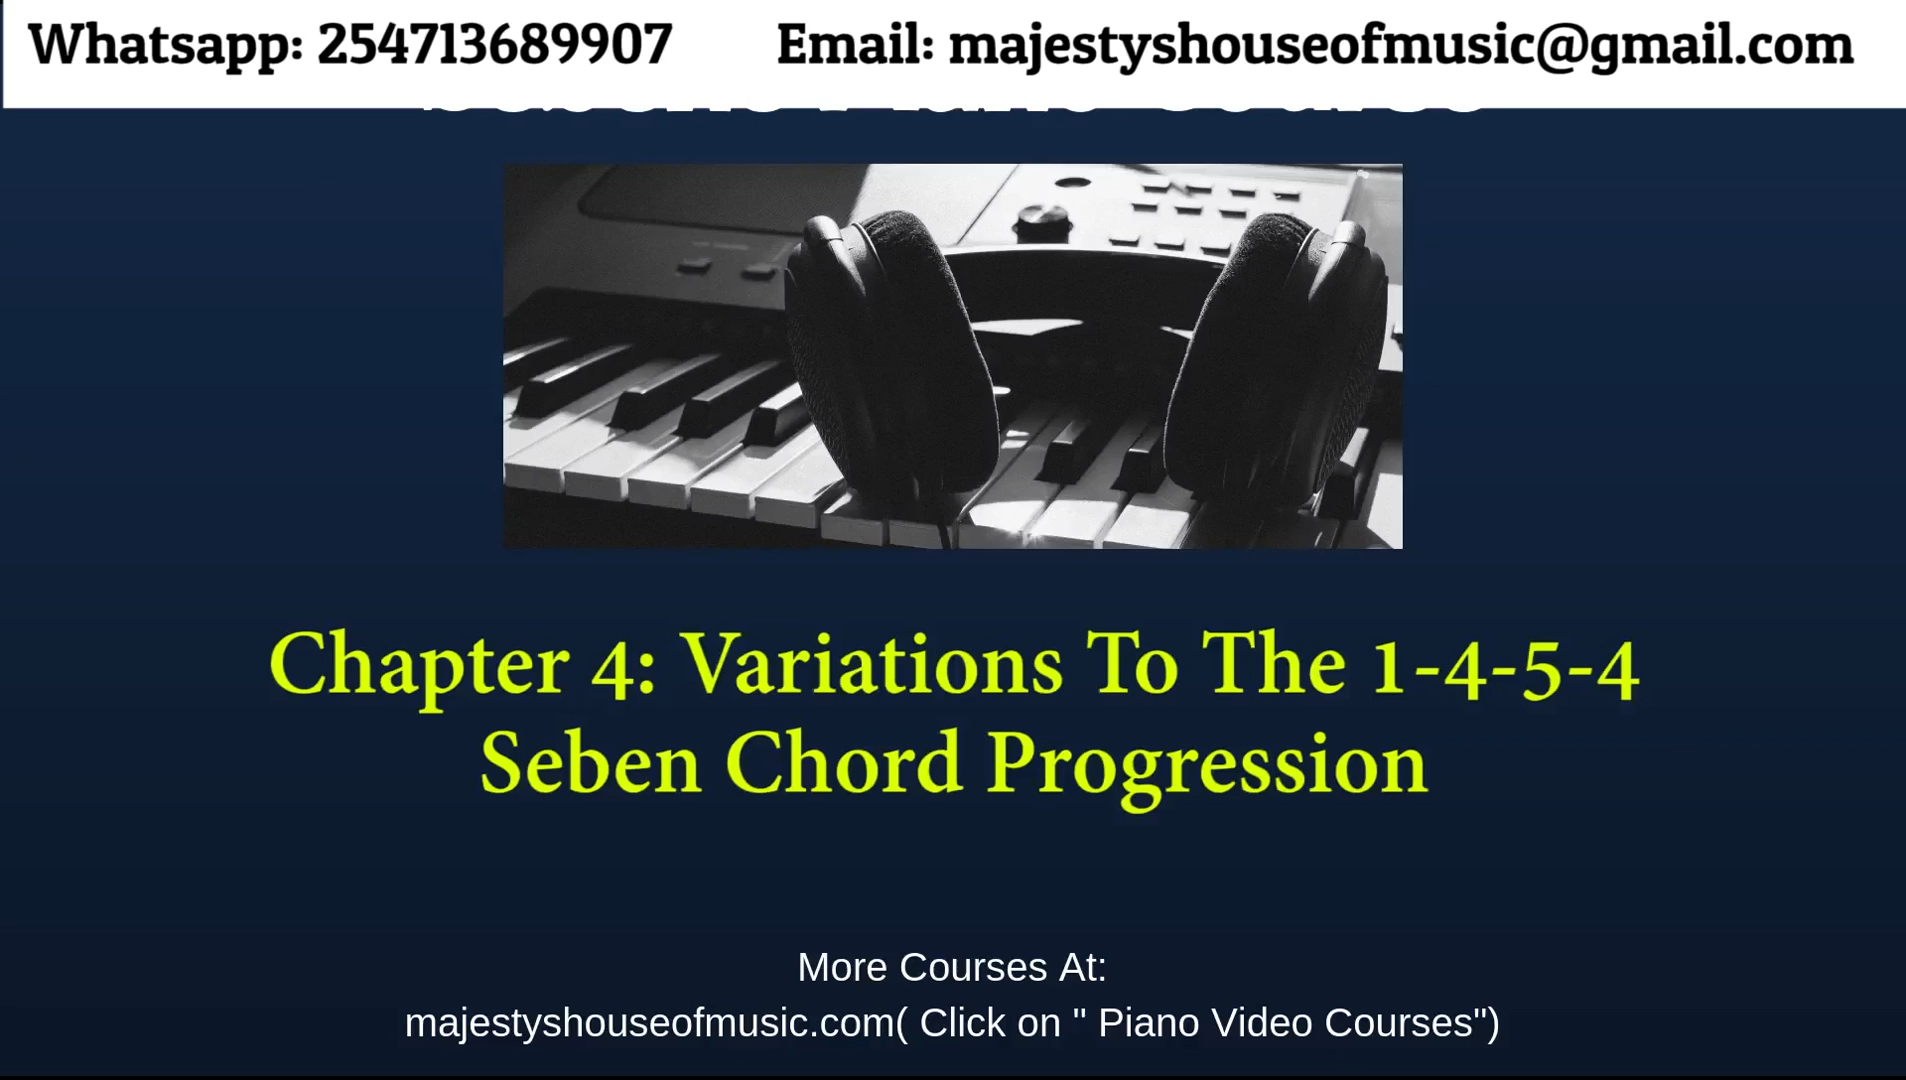 Whatsapp: 254713689907 Email: majestyshouseofmusic@gmail.com
Chapter 4: Variations To The 1-4-5-4
Seben Chord Progression
More Courses At:
majestyshouseofmusic.com( Click on " Piano Video Courses")